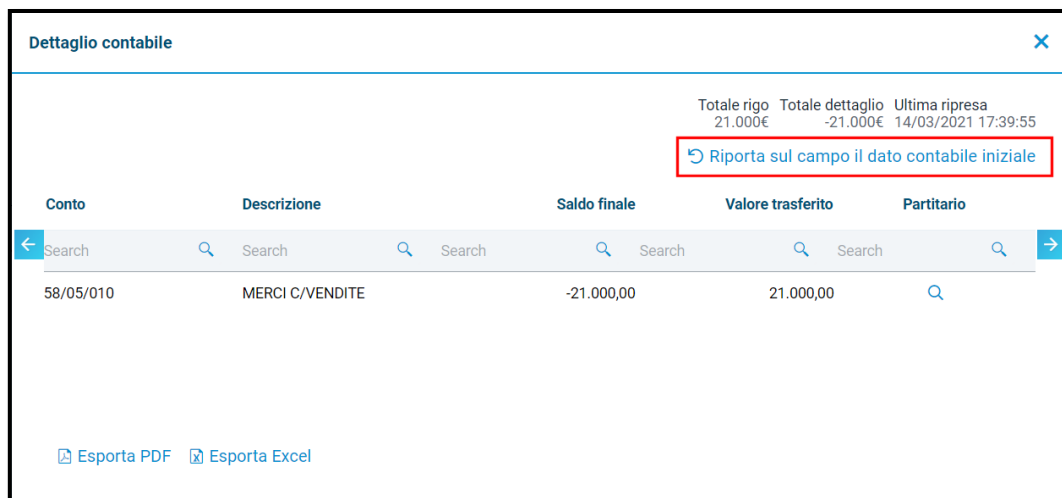 Dettaglio contabile
Totale rigo Totale dettaglio Ultima ripresa
21.000€ -21.000€ 14/03/2021 17:39:55
Riporta sul campo il dato contabile iniziale
Conto Descrizione Saldo finale Valore trasferito Partitario
Search Search Search Search Search
58/05/010 MERCI C/VENDITE -21.000,00 21.000,00
Esporta PDF Esporta Excel